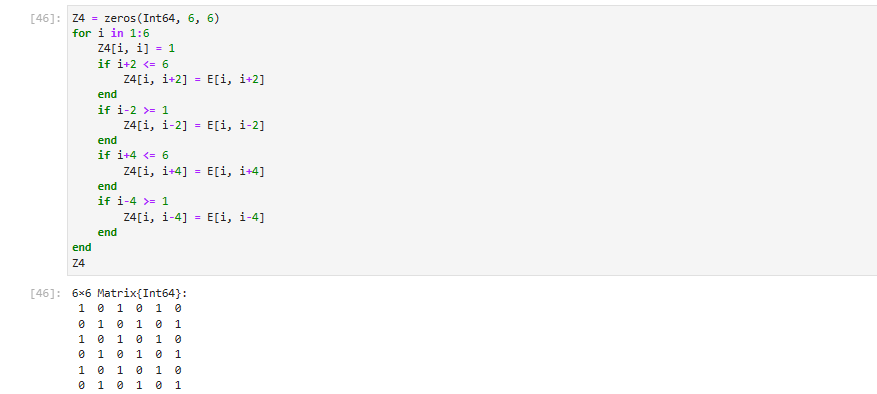 [46]: Z4 = zeros(Int64, 6, 6)
for i in 1:6
    Z4[i, i] = 1
    if i+2 <= 6
        Z4[i, i+2] = E[i, i+2]
    end
    if i-2 >= 1
        Z4[i, i-2] = E[i, i-2]
    end
    if i+4 <= 6
        Z4[i, i+4] = E[i, i+4]
    end
    if i-4 >= 1
        Z4[i, i-4] = E[i, i-4]
    end
end
Z4
[46]: 6×6 Matrix{Int64}:
 1  0  1  0  1  0
 0  1  0  1  0  1
 1  0  1  0  1  0
 0  1  0  1  0  1
 1  0  1  0  1  0
 0  1  0  1  0  1